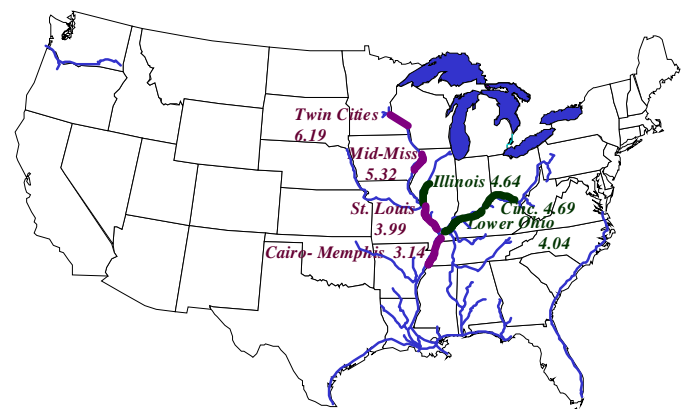 Twin Cities
6.19
Mid-Miss
5.32
Illinois 4.64
St. Louis
3.99
Cinc. 4.69
Lower Ohio
4.04
Cairo- Memphis 3.14